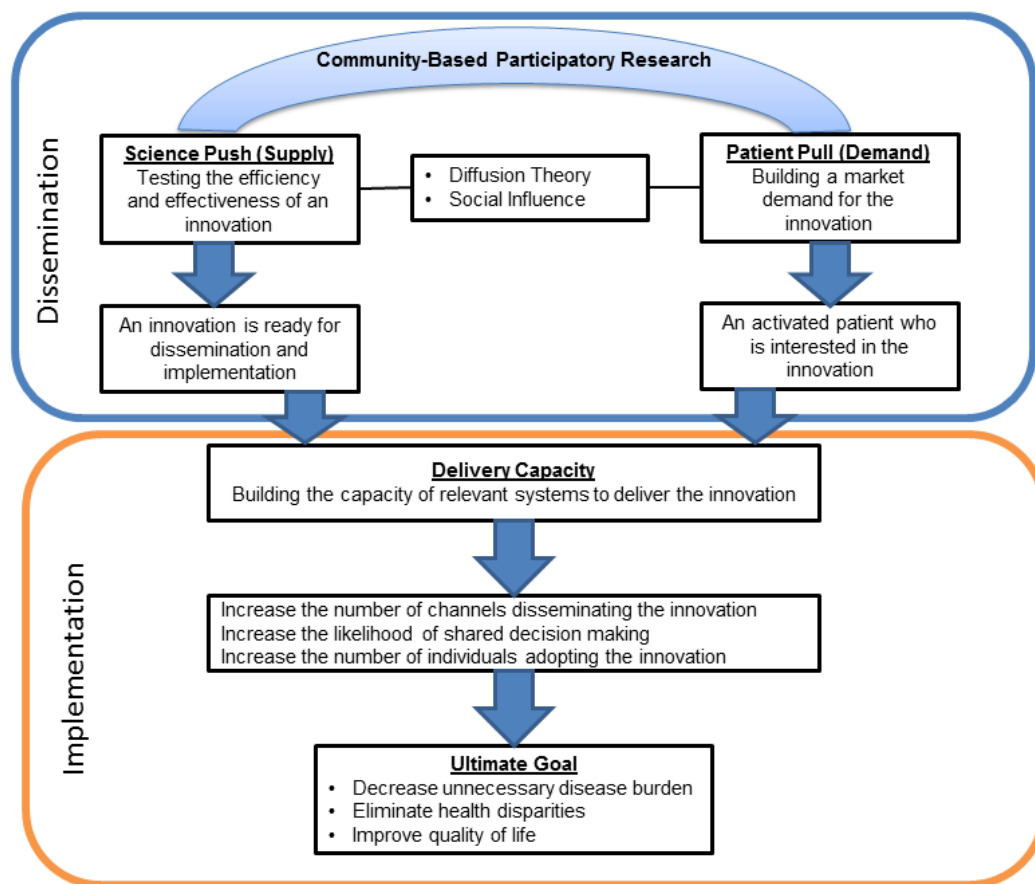 Community-Based Participatory Research
Dissemination
Science Push (Supply)
Testing the efficiency
and effectiveness of an
innovation
• Diffusion Theory
• Social Influence
Patient Pull (Demand)
Building a market
demand for the
innovation
An innovation is ready for
dissemination and
implementation
An activated patient who
is interested in the
innovation
Implementation
Delivery Capacity
Building the capacity of relevant systems to deliver the innovation
Increase the number of channels disseminating the innovation
Increase the likelihood of shared decision making
Increase the number of individuals adopting the innovation
Ultimate Goal
• Decrease unnecessary disease burden
• Eliminate health disparities
• Improve quality of life